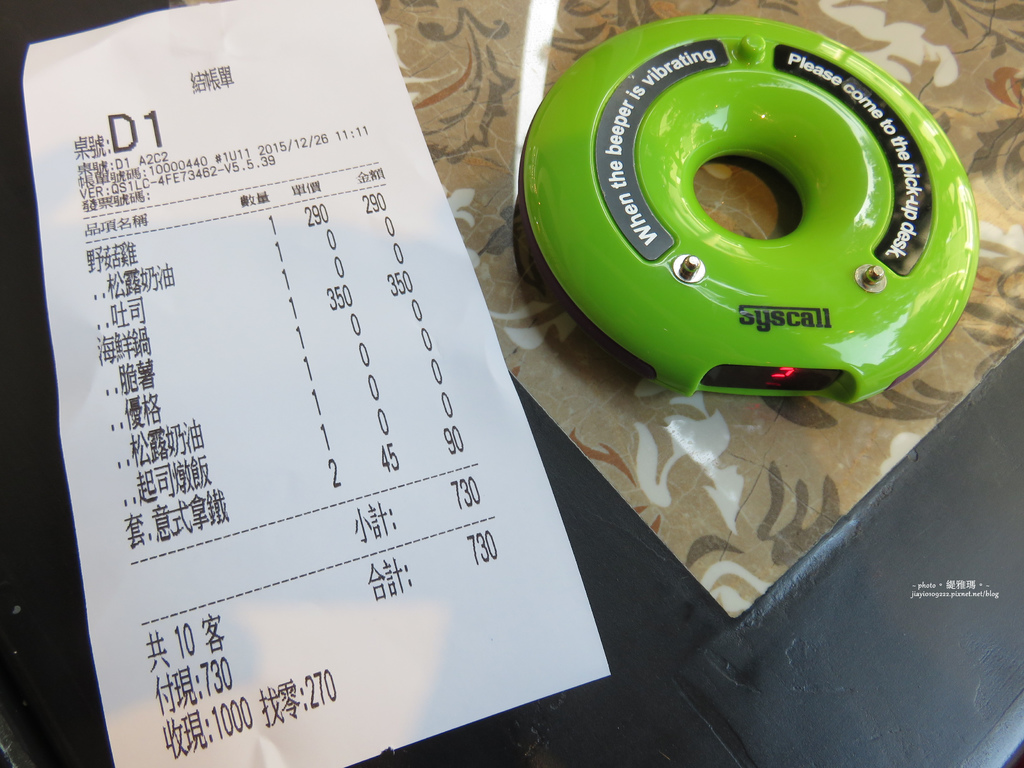 結帳單
桌號:D1
桌號:D1 A2C2
機號:10000440 #1U11 2015/12/26 11:11
VER:QS1LC-4FE73462-V5.5.39
發票號碼:
品項名稱 數量 單價 金額
野菇雞 1 290 290
..松露奶油 1 0 0
..吐司 1 0 0
海鮮鍋 1 350 350
..脆薯 1 0 0
..優格 1 0 0
..松露奶油 1 0 0
..起司燉飯 1 0 0
套.意式拿鐵 2 45 90
小計: 730
合計: 730
共 10 客
付現:730
收現:1000 找零:270
When the beeper is vibrating
Please come to the pick-up desk
Syscall
~ photo。緹雅瑪。~
jiayi0109222.pixnet.net/blog